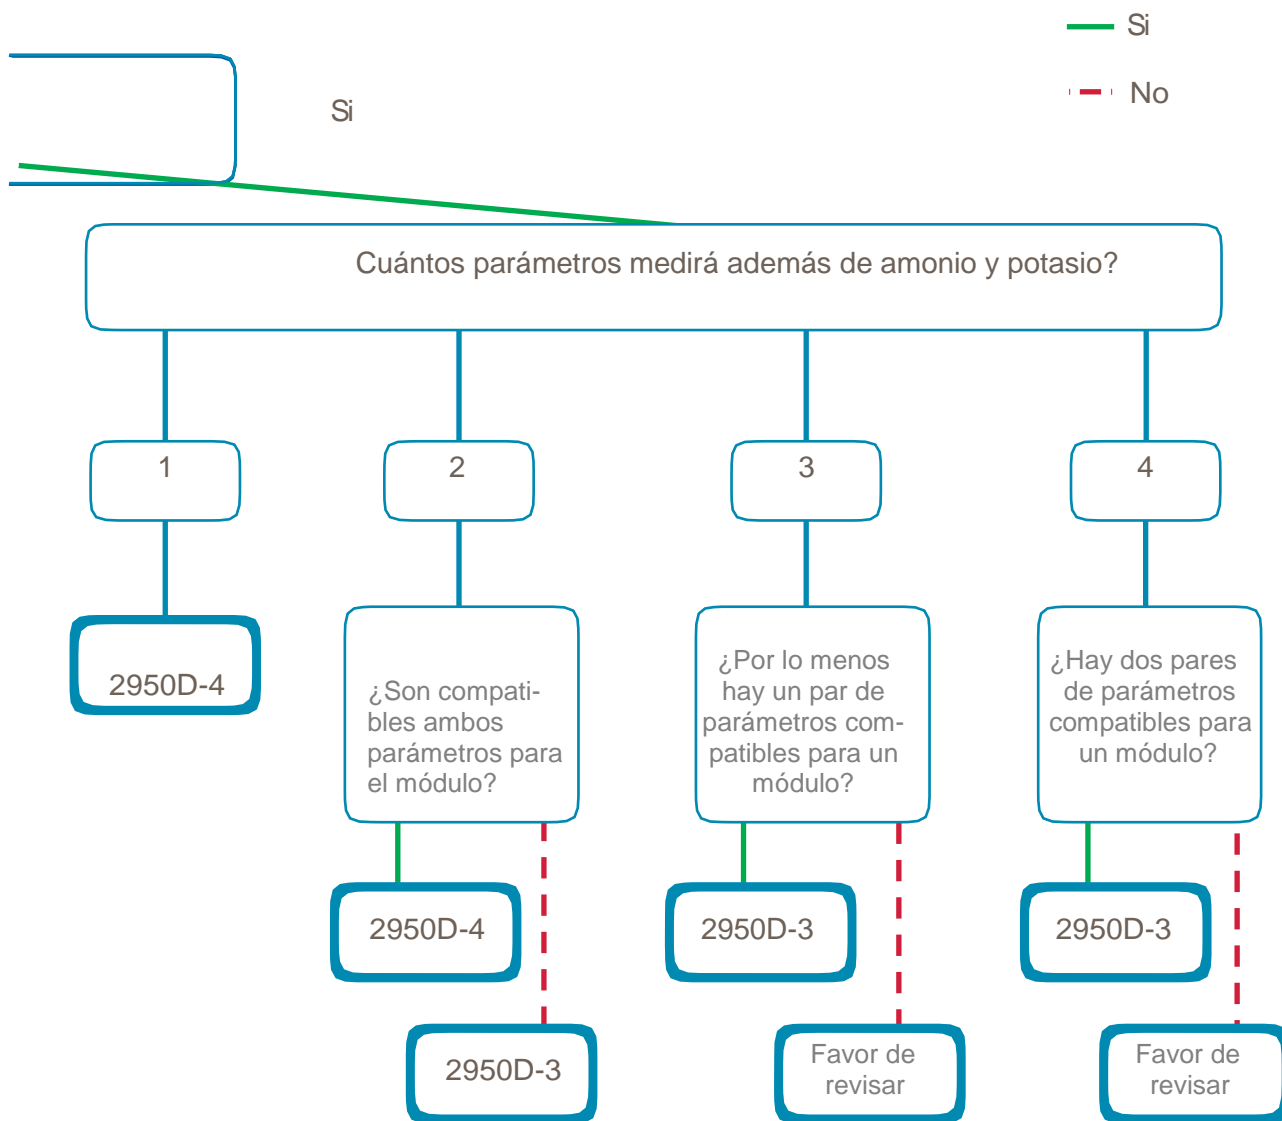 Si
No
Si
Cuántos parámetros medirá además de amonio y potasio?
1
2
3
4
2950D-4
¿Son compati-
bles ambos
parámetros para
el módulo?
¿Por lo menos
hay un par de
parámetros com-
patibles para un
módulo?
¿Hay dos pares
de parámetros
compatibles para
un módulo?
2950D-4
2950D-3
2950D-3
2950D-3
Favor de
revisar
Favor de
revisar